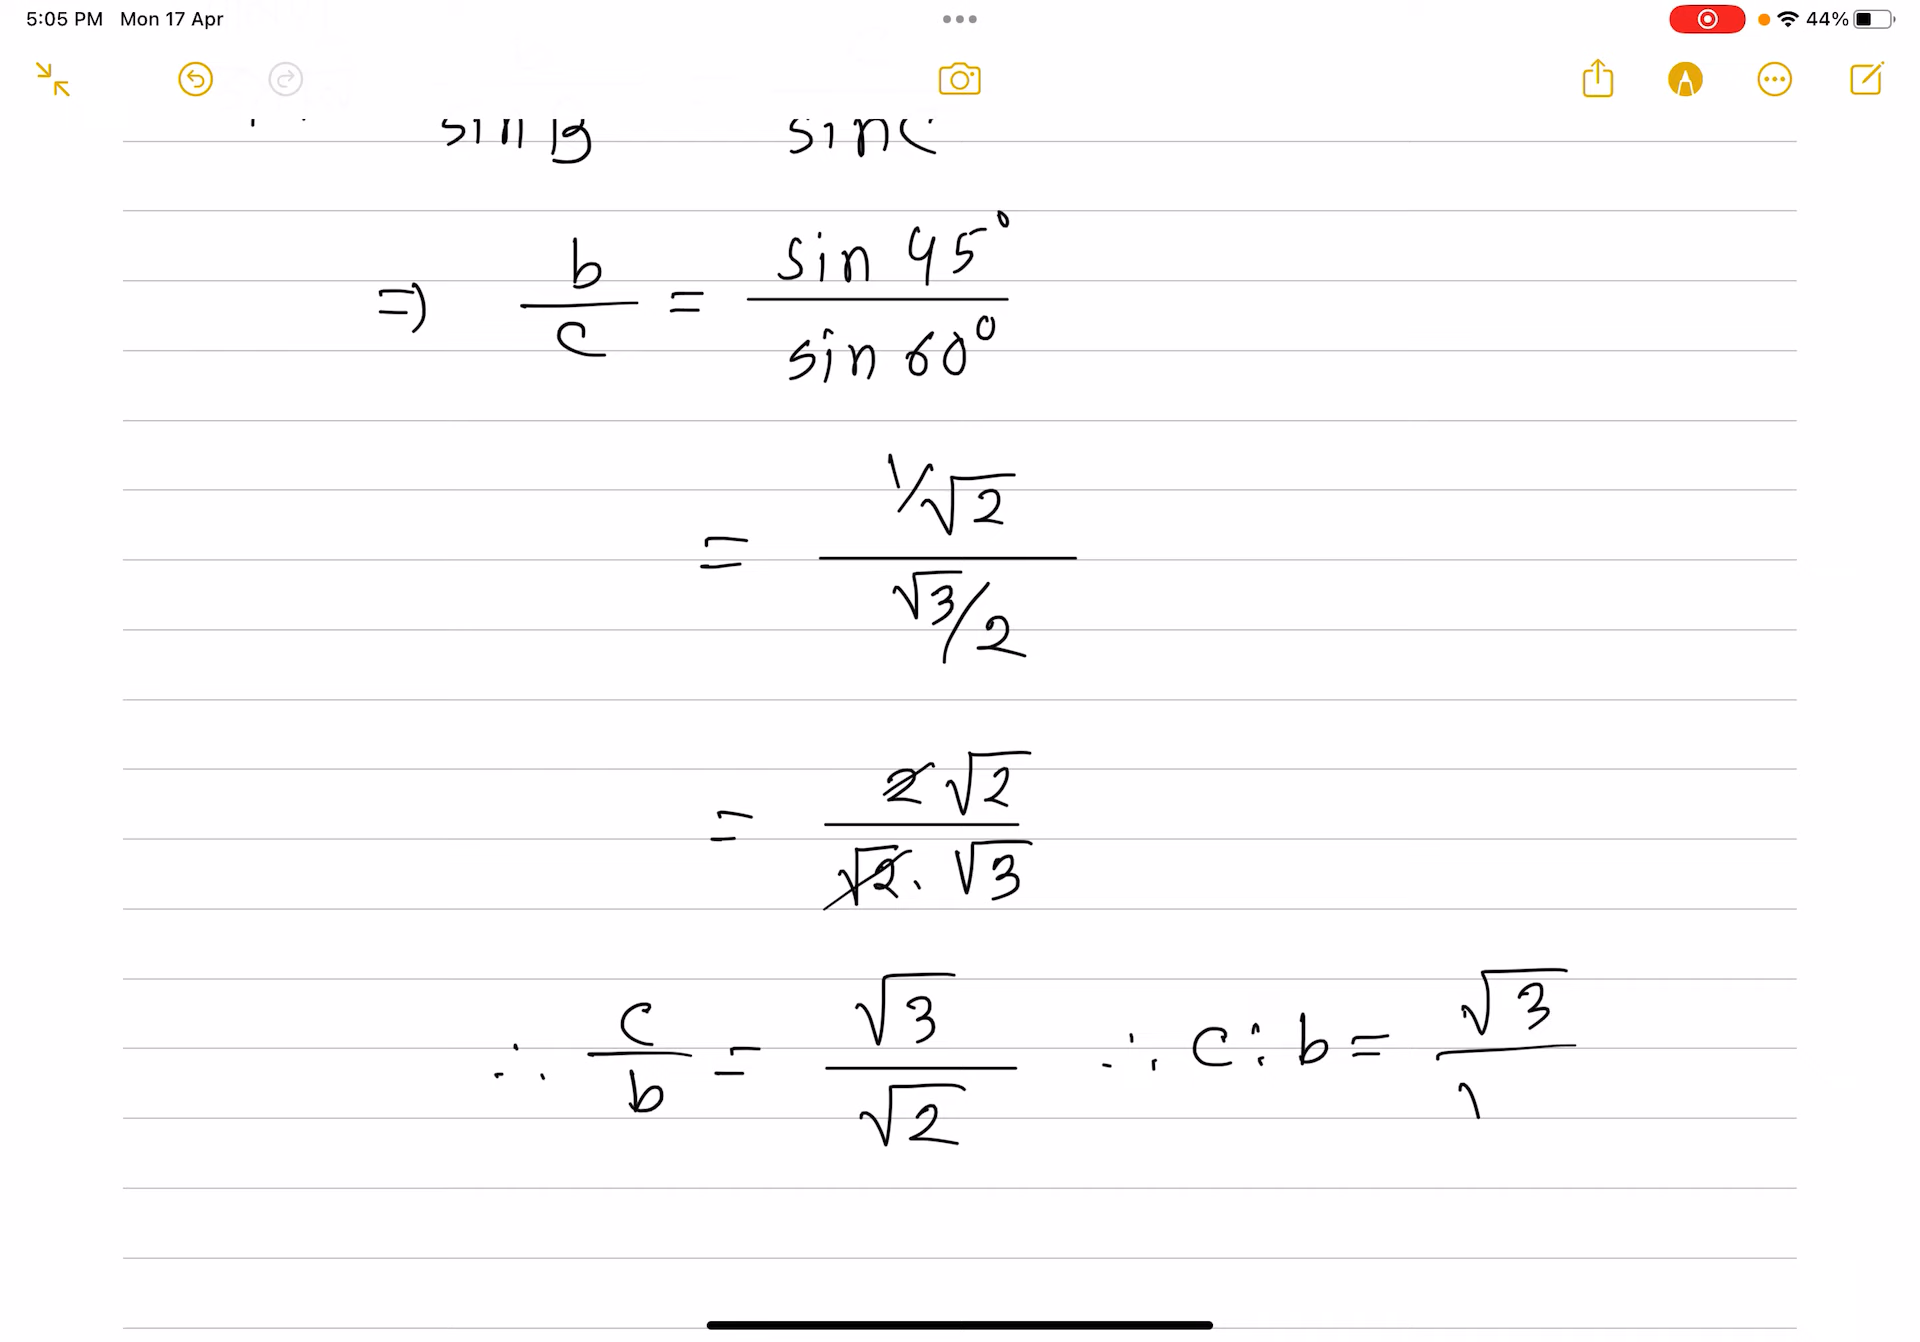 5:05 PM Mon 17 Apr 44%
sin B sin C
=> b/c = sin 45° / sin 60°
= 1/√2 / √3/2
= 2 √2 / √2 . √3
∴ c/b = √3/√2 ∴ c : b = √3